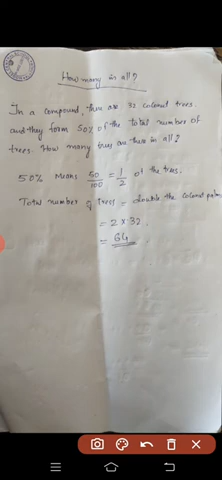 How many in all?
In a compound, there are 32 coconut trees.
and they form 50% of the total number of
trees. How many trees are there in all?
50% Means 50/100 = 1/2 of the trees.
Total number of trees = double the coconut palms
= 2 × 32
= 64